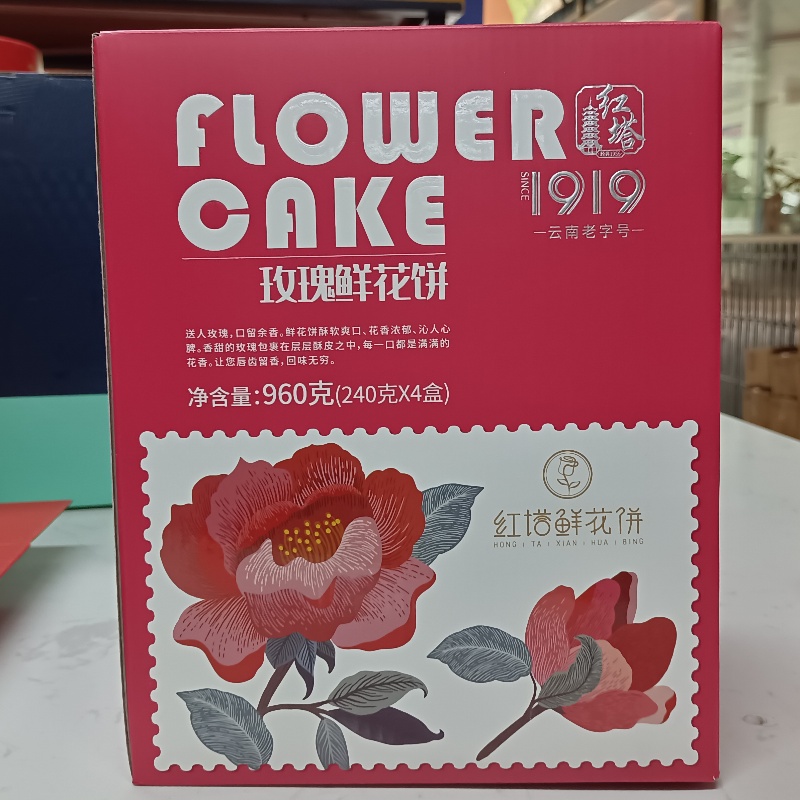 FLOWER
红塔
CAKE
SINCE 1919
云南老字号
玫瑰鲜花饼
送人玫瑰，口留余香。鲜花饼酥软爽口、花香浓郁、沁人心
脾。香甜的玫瑰包裹在层层酥皮之中，每一口都是满满的
花香。让您唇齿留香，回味无穷。
净含量:960克(240克X4盒)
红塔鲜花饼
HONG | TA | XIAN | HUA | BING